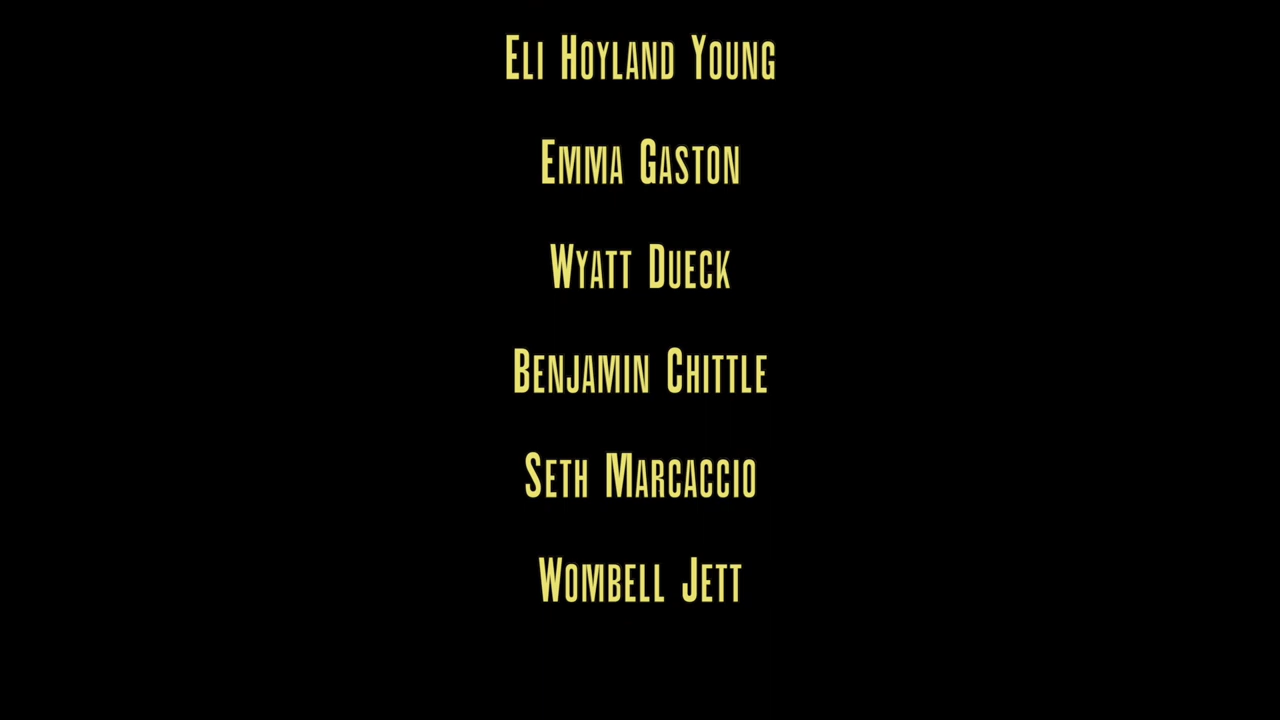 Eli Hoyland Young
Emma Gaston
Wyatt Dueck
Benjamin Chittle
Seth Marcaccio
Wombell Jett